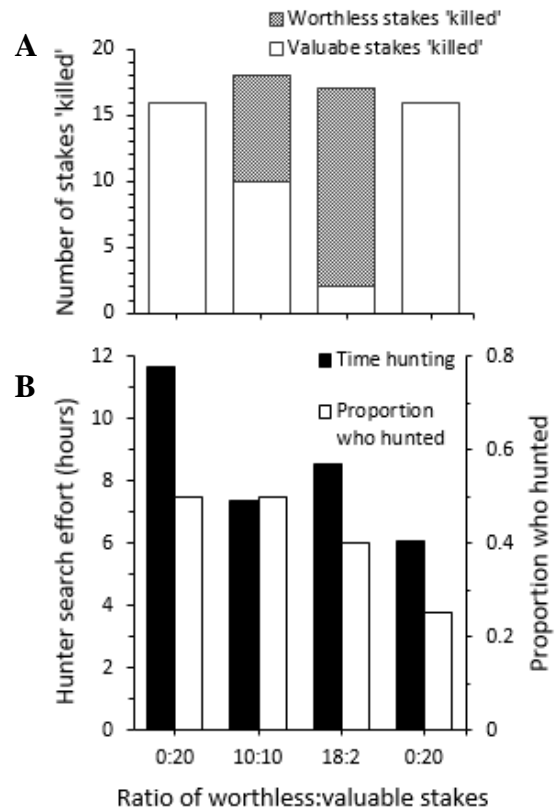 A
Worthless stakes 'killed'
Valuabe stakes 'killed'
Number of stakes 'killed'
20
15
10
5
0
B
Time hunting
Proportion
who hunted
Hunter search effort (hours)
12
10
8
6
4
2
0
0.8
0.6
0.4
0.2
0
Proportion who hunted
0:20 10:10 18:2 0:20
Ratio of worthless:valuable stakes